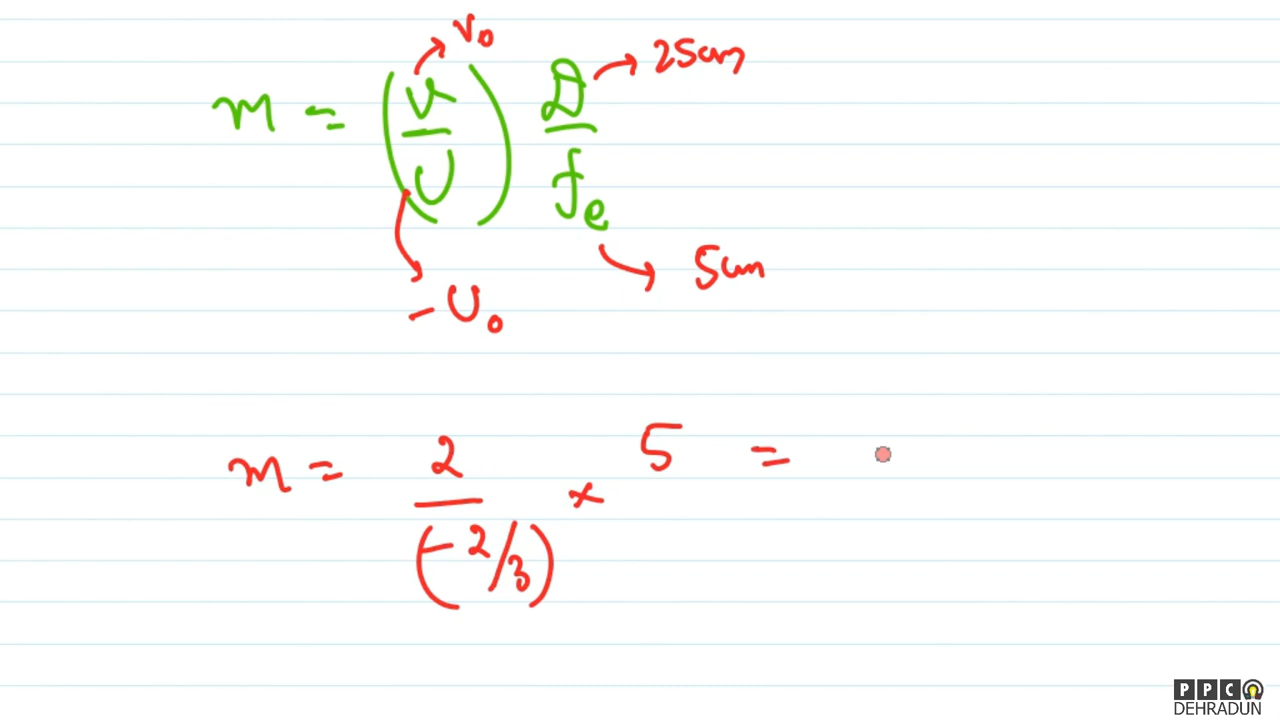 v₀
m = (v/U) D/fe
25cm
5cm
-U₀
m = 2/(-2/3) × 5 =
PPC
DEHRADUN